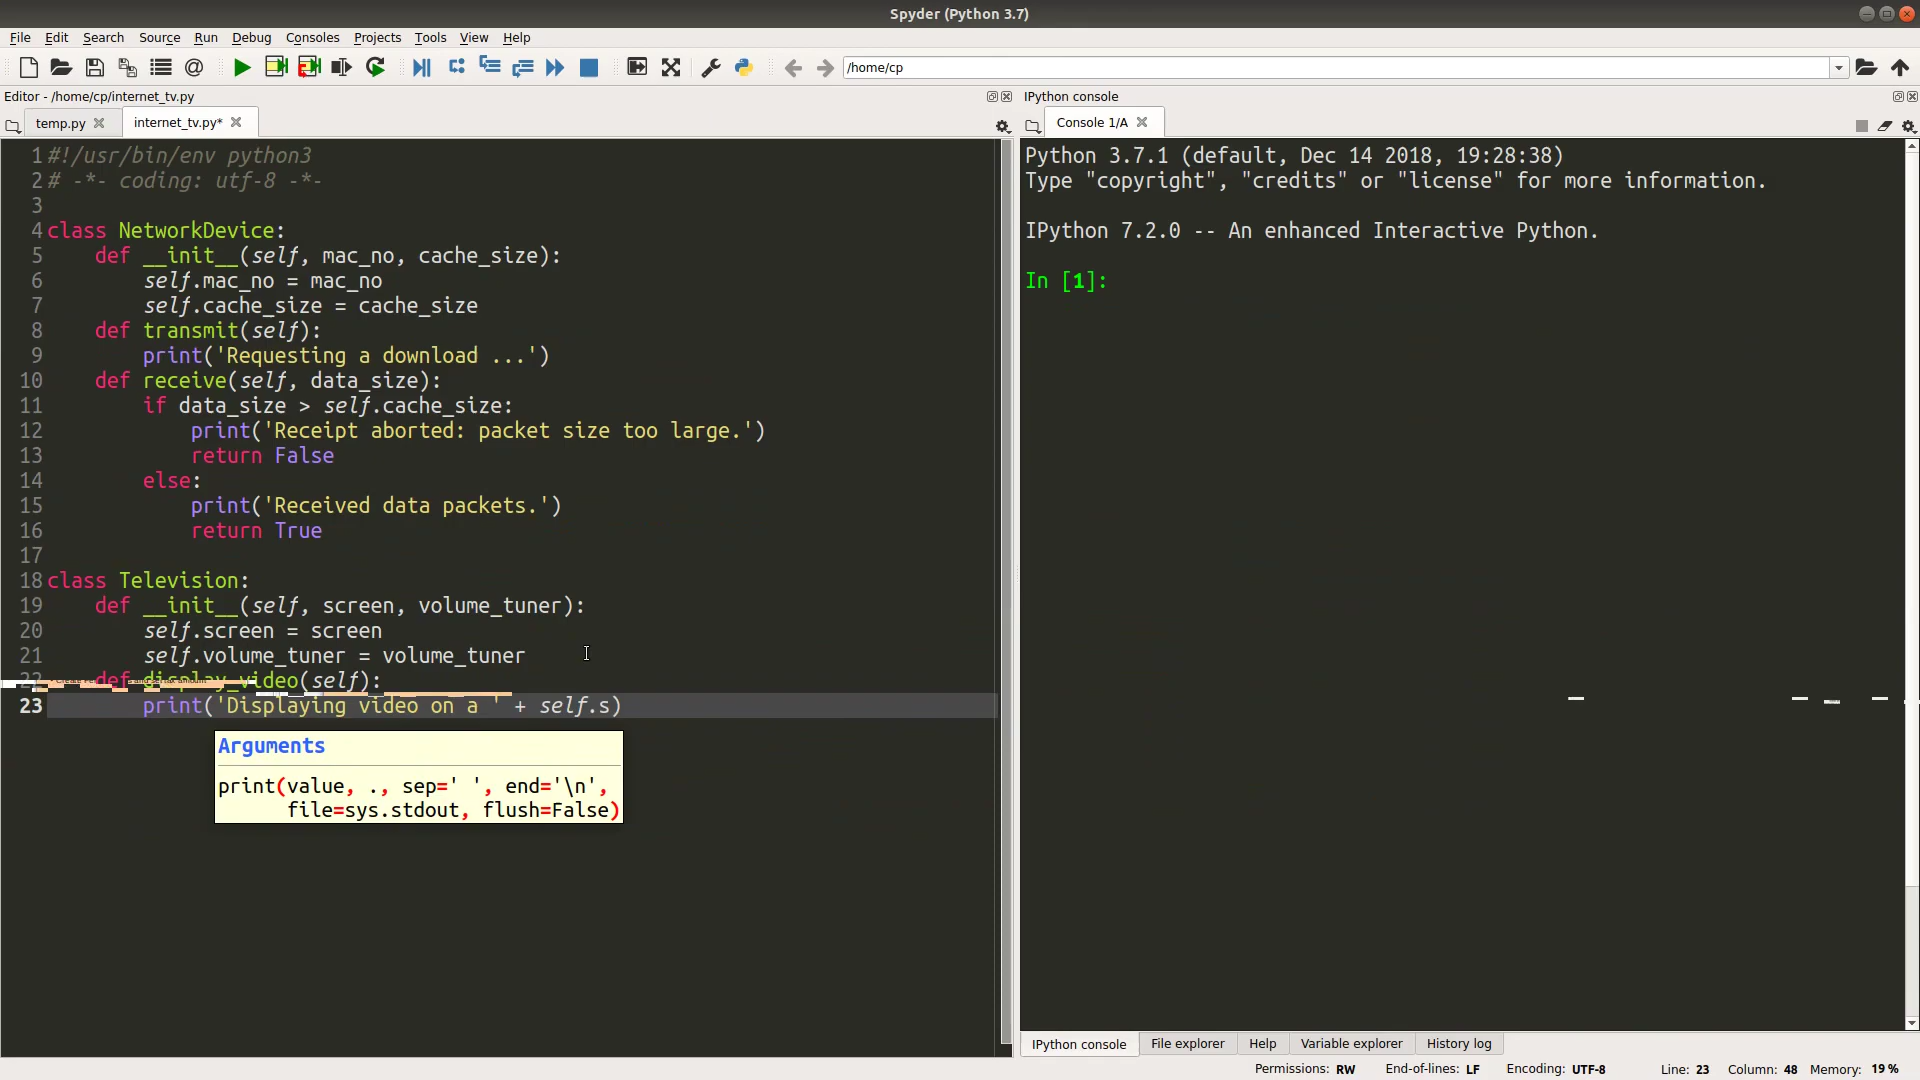 Spyder (Python 3.7)
File Edit Search Source Run Debug Consoles Projects Tools View Help
/home/cp
Editor - /home/cp/internet_tv.py
temp.py
internet_tv.py*
1 #!/usr/bin/env python3
2 # -*- coding: utf-8 -*-
3
4 class NetworkDevice:
5     def __init__(self, mac_no, cache_size):
6         self.mac_no = mac_no
7         self.cache_size = cache_size
8     def transmit(self):
9         print('Requesting a download ...')
10     def receive(self, data_size):
11         if data_size > self.cache_size:
12             print('Receipt aborted: packet size too large.')
13             return False
14         else:
15             print('Received data packets.')
16             return True
17
18 class Television:
19     def __init__(self, screen, volume_tuner):
20         self.screen = screen
21         self.volume_tuner = volume_tuner
22     def display_video(self):
23         print('Displaying video on a ' + self.s)
Arguments
print(value, ., sep=' ', end='\n',
file=sys.stdout, flush=False)
IPython console
Console 1/A
Python 3.7.1 (default, Dec 14 2018, 19:28:38)
Type "copyright", "credits" or "license" for more information.
IPython 7.2.0 -- An enhanced Interactive Python.
In [1]:
IPython console File explorer Help Variable explorer History log
Permissions: RW End-of-lines: LF Encoding: UTF-8 Line: 23 Column: 48 Memory: 19 %